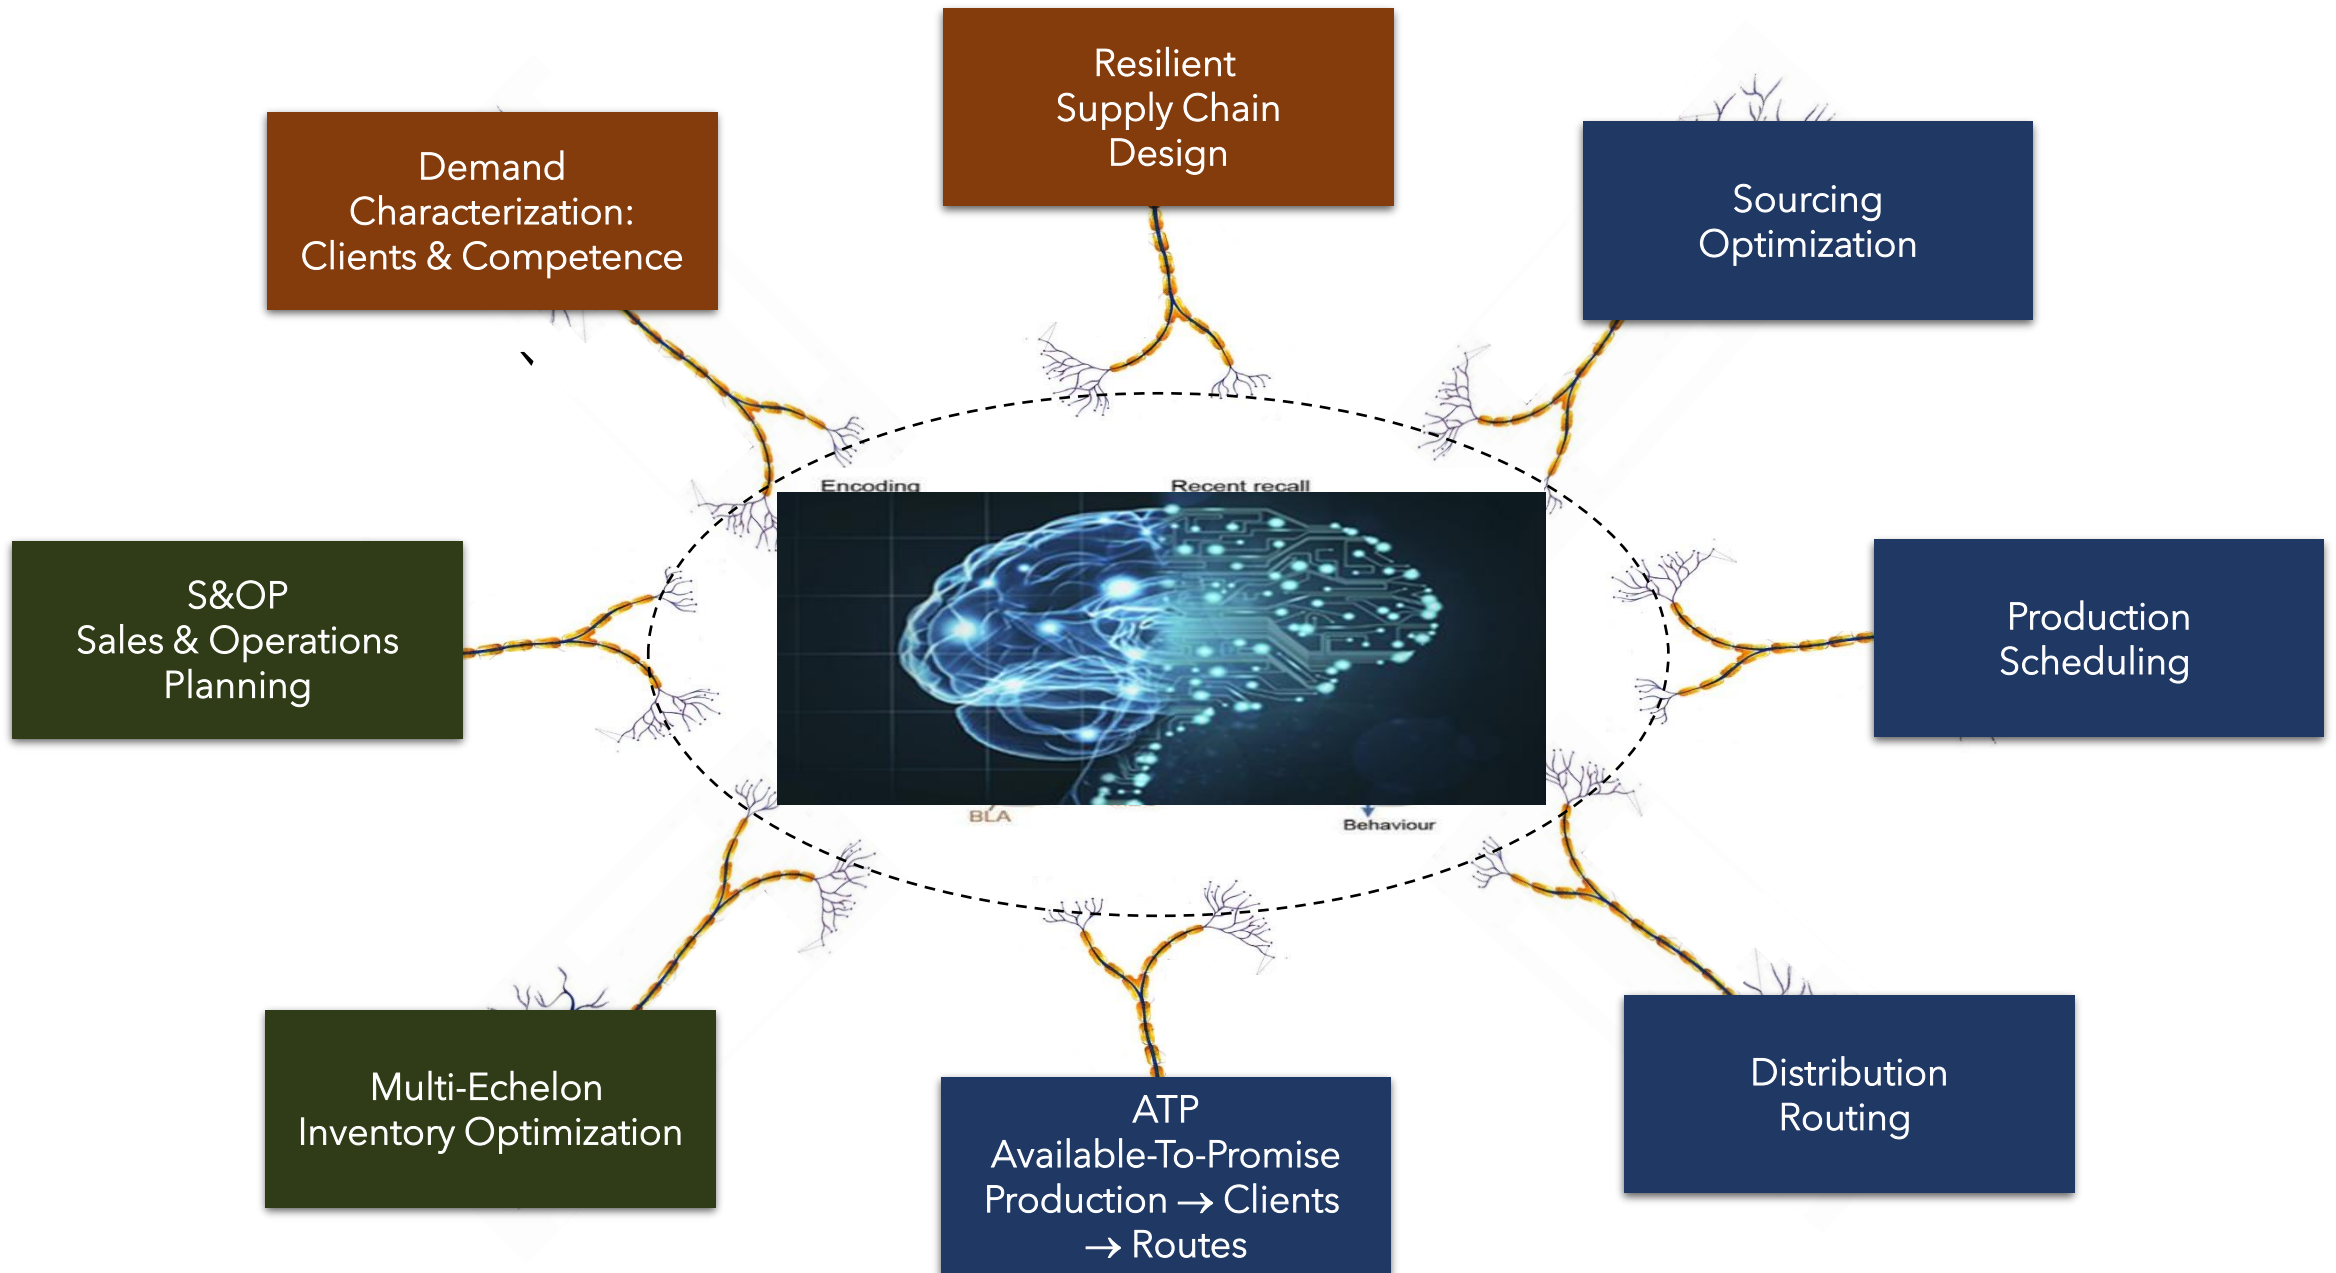 Resilient
Supply Chain
Design
Demand
Characterization:
Clients & Competence
Sourcing
Optimization
Encoding
Recent recall
S&OP
Sales & Operations
Planning
Production
Scheduling
BLA
Behaviour
Multi-Echelon
Inventory Optimization
ATP
Available-To-Promise
Production → Clients
→ Routes
Distribution
Routing